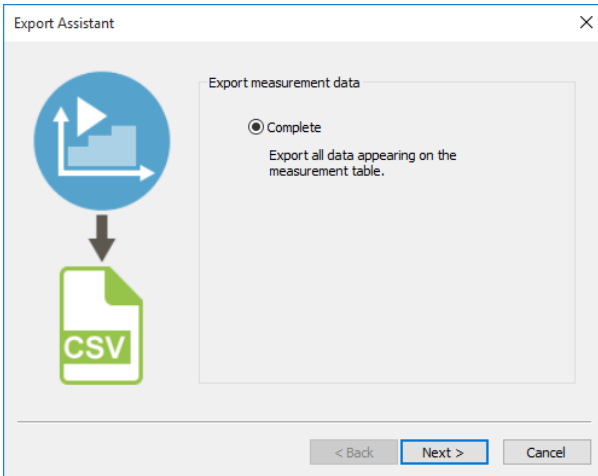 Export Assistant
Export measurement data
Complete
Export all data appearing on the
measurement table.
CSV
< Back
Next >
Cancel